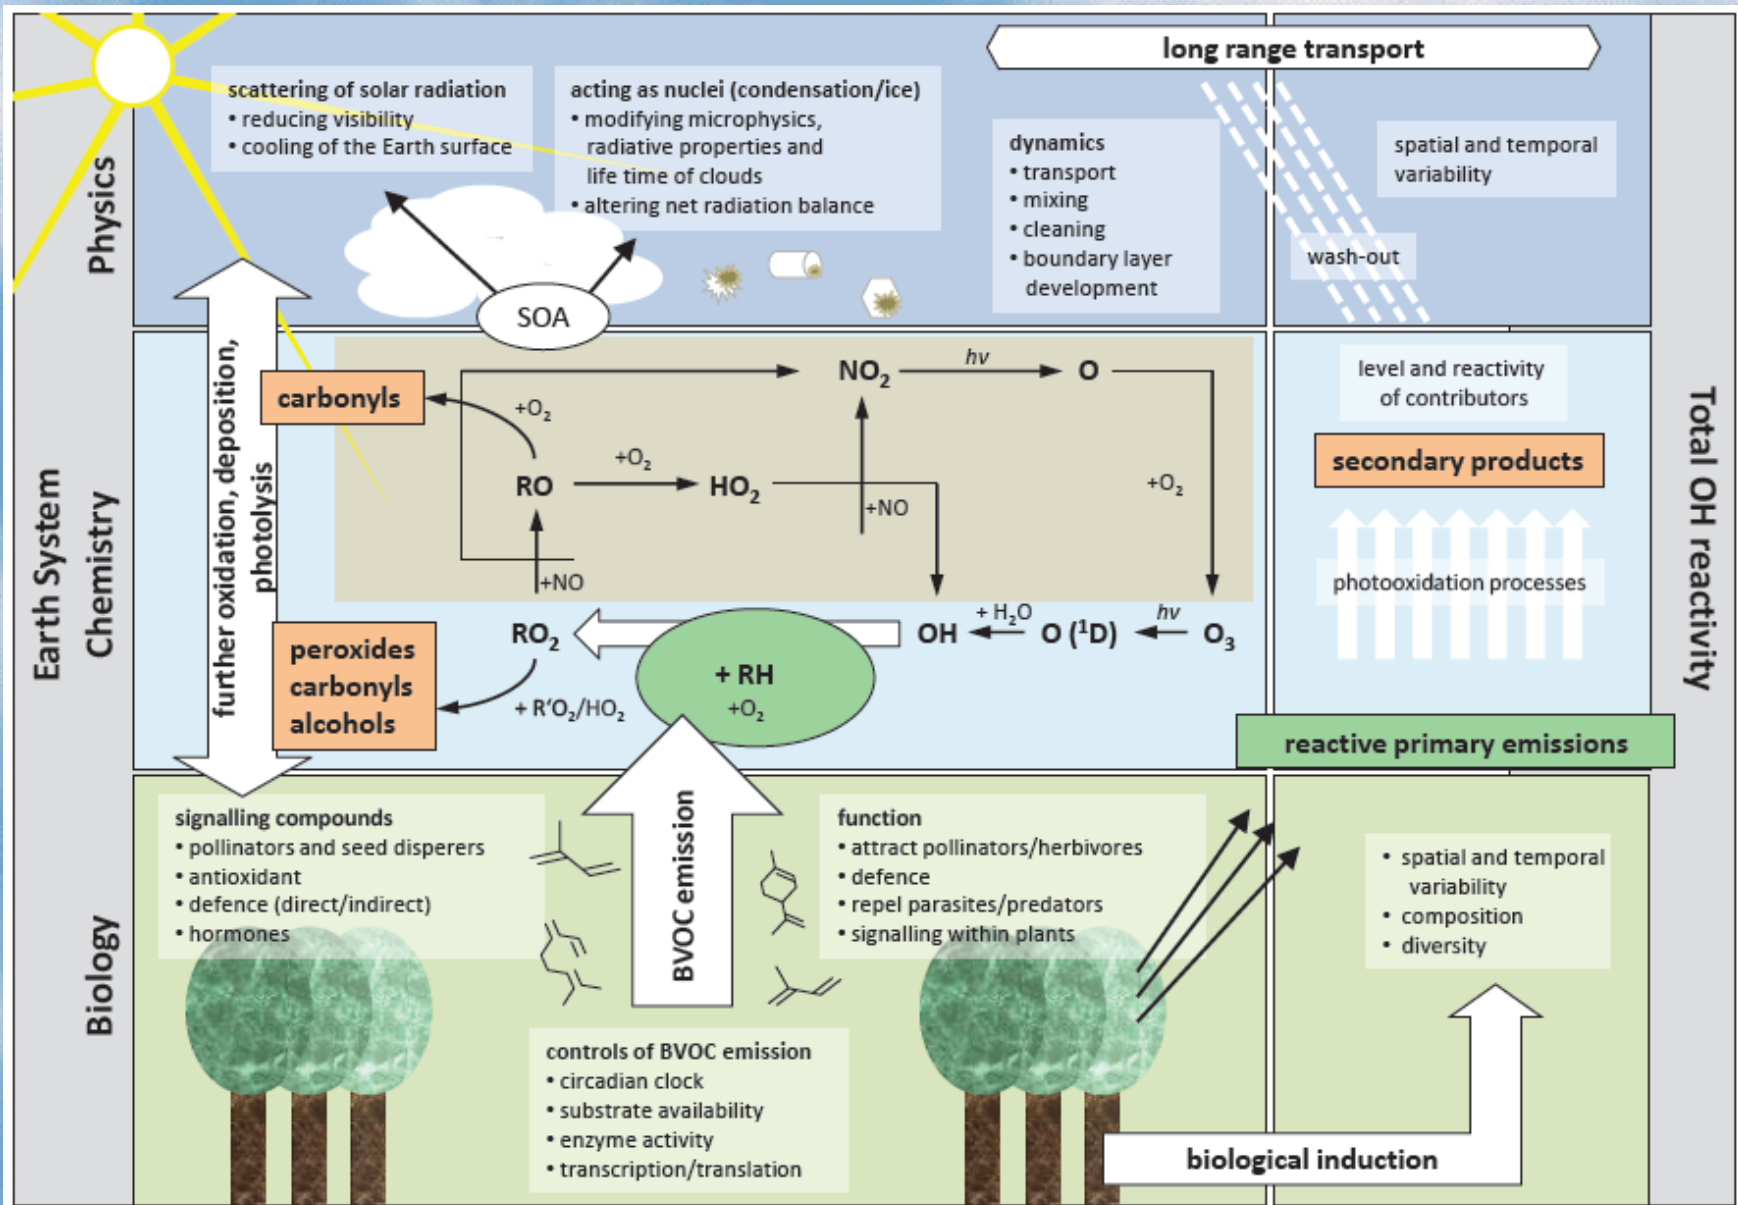 long range transport
scattering of solar radiation
• reducing visibility
• cooling of the Earth surface
acting as nuclei (condensation/ice)
• modifying microphysics,
radiative properties and
life time of clouds
• altering net radiation balance
dynamics
• transport
• mixing
• cleaning
• boundary layer
development
spatial and temporal
variability
wash-out
Physics
SOA
Earth System
Chemistry
further oxidation, deposition,
photolysis
carbonyls
+O₂
NO₂
hν
O
RO
+O₂
HO₂
+NO
+O₂
+NO
RO₂
+ RH
+O₂
OH
+ H₂O
O (¹D)
hν
O₃
peroxides
carbonyls
alcohols
+ R'O₂/HO₂
level and reactivity
of contributors
secondary products
photooxidation processes
reactive primary emissions
Total OH reactivity
Biology
signalling compounds
• pollinators and seed disperers
• antioxidant
• defence (direct/indirect)
• hormones
BVOC emission
function
• attract pollinators/herbivores
• defence
• repel parasites/predators
• signalling within plants
• spatial and temporal
variability
• composition
• diversity
controls of BVOC emission
• circadian clock
• substrate availability
• enzyme activity
• transcription/translation
biological induction